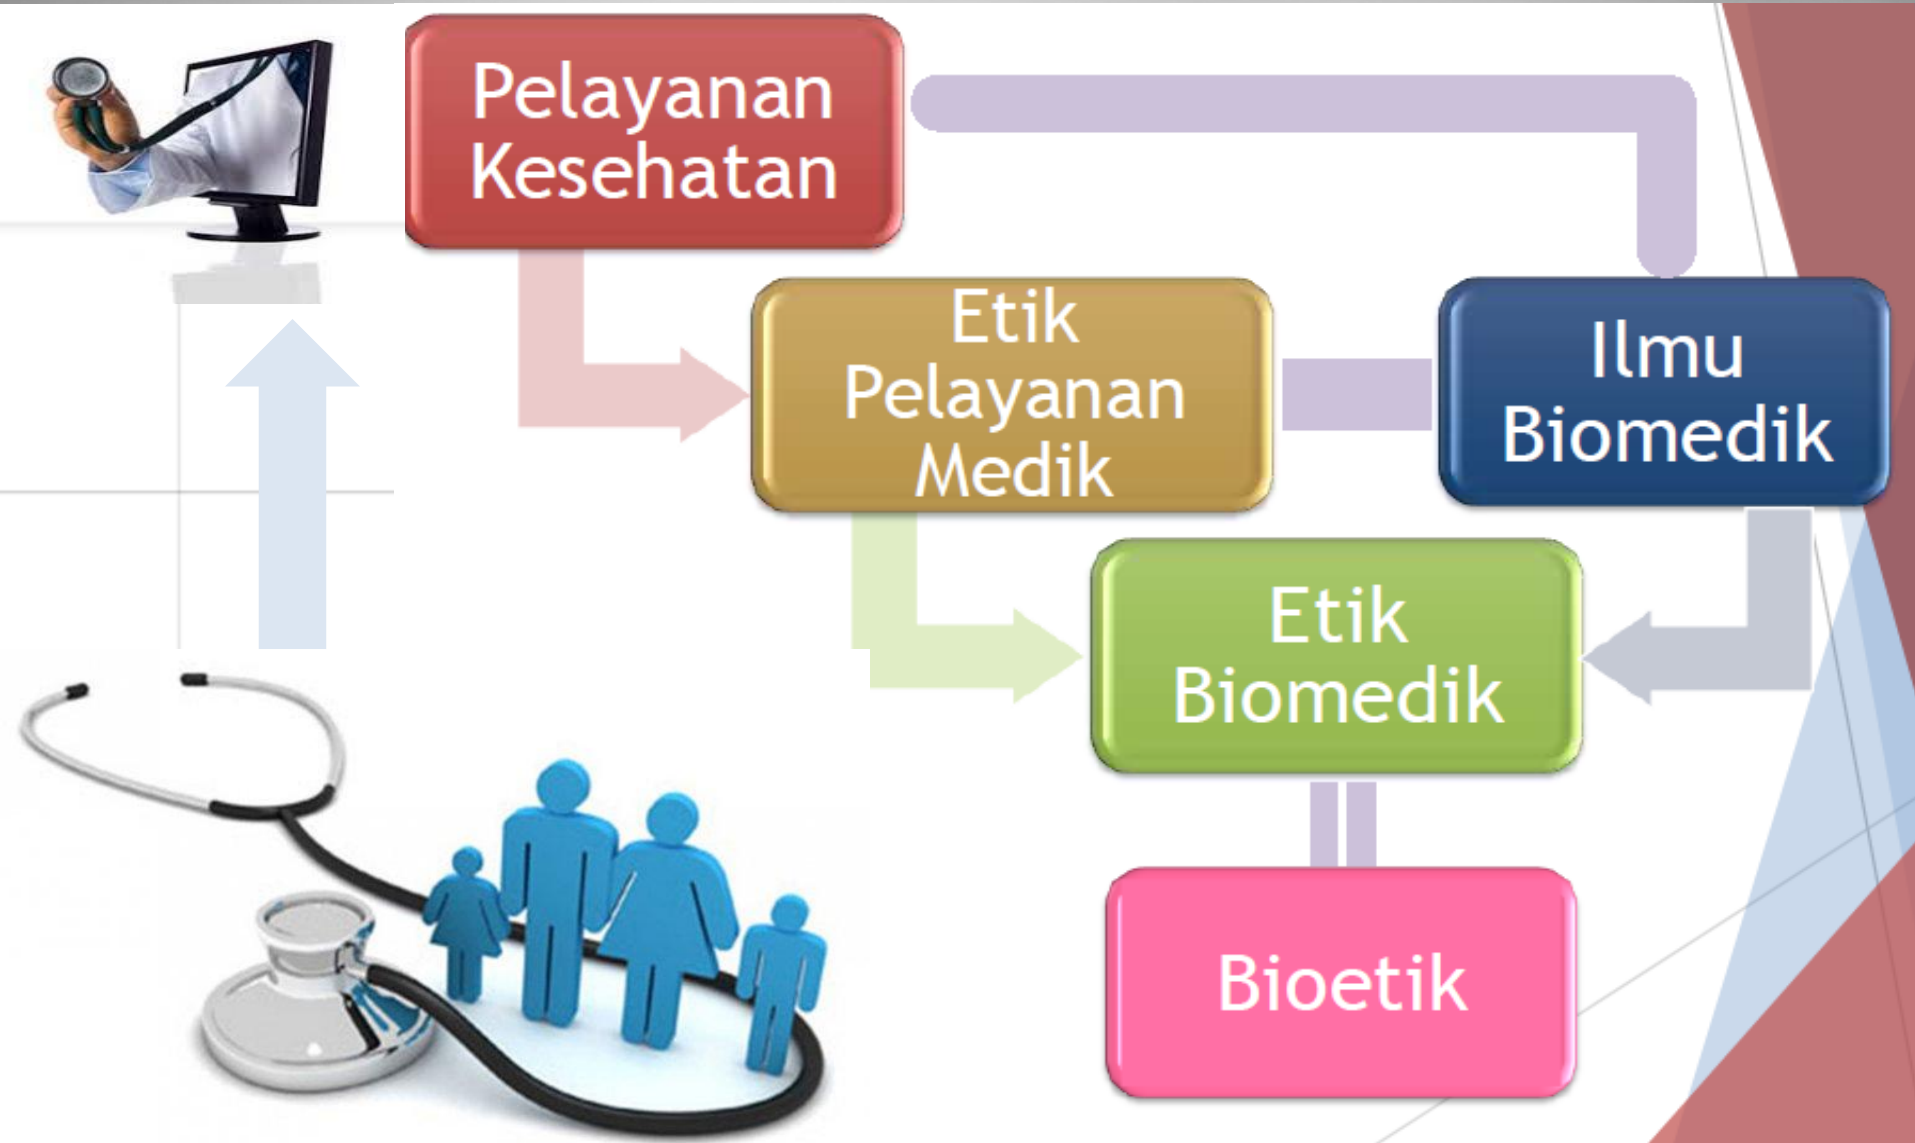 Pelayanan
Kesehatan
Etik
Pelayanan
Medik
Ilmu
Biomedik
Etik
Biomedik
Bioetik